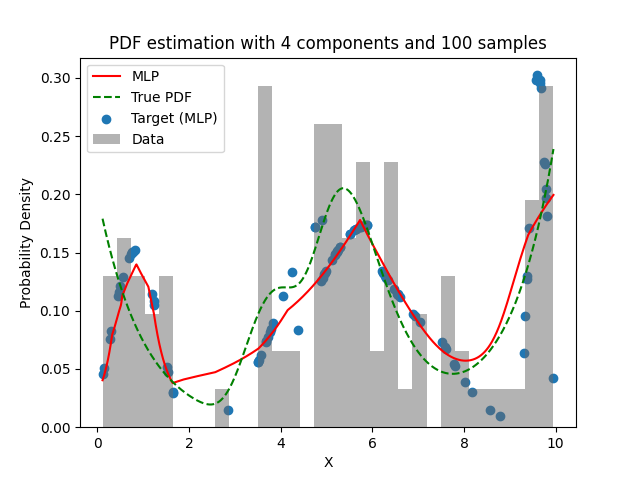 PDF estimation with 4 components and 100 samples
MLP
True PDF
Target (MLP)
Data
Probability Density
0.30
0.25
0.20
0.15
0.10
0.05
0.00
0 2 4 6 8 10
X